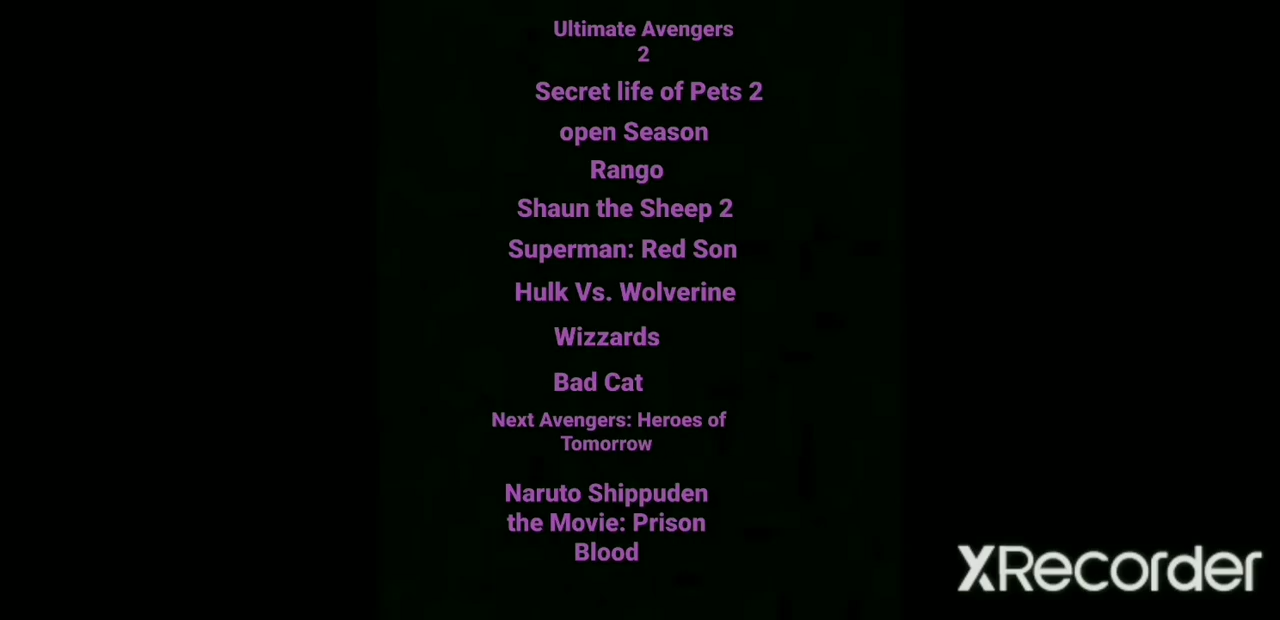 Ultimate Avengers
2
Secret life of Pets 2
open Season
Rango
Shaun the Sheep 2
Superman: Red Son
Hulk Vs. Wolverine
Wizzards
Bad Cat
Next Avengers: Heroes of
Tomorrow
Naruto Shippuden
the Movie: Prison
Blood
XRecorder